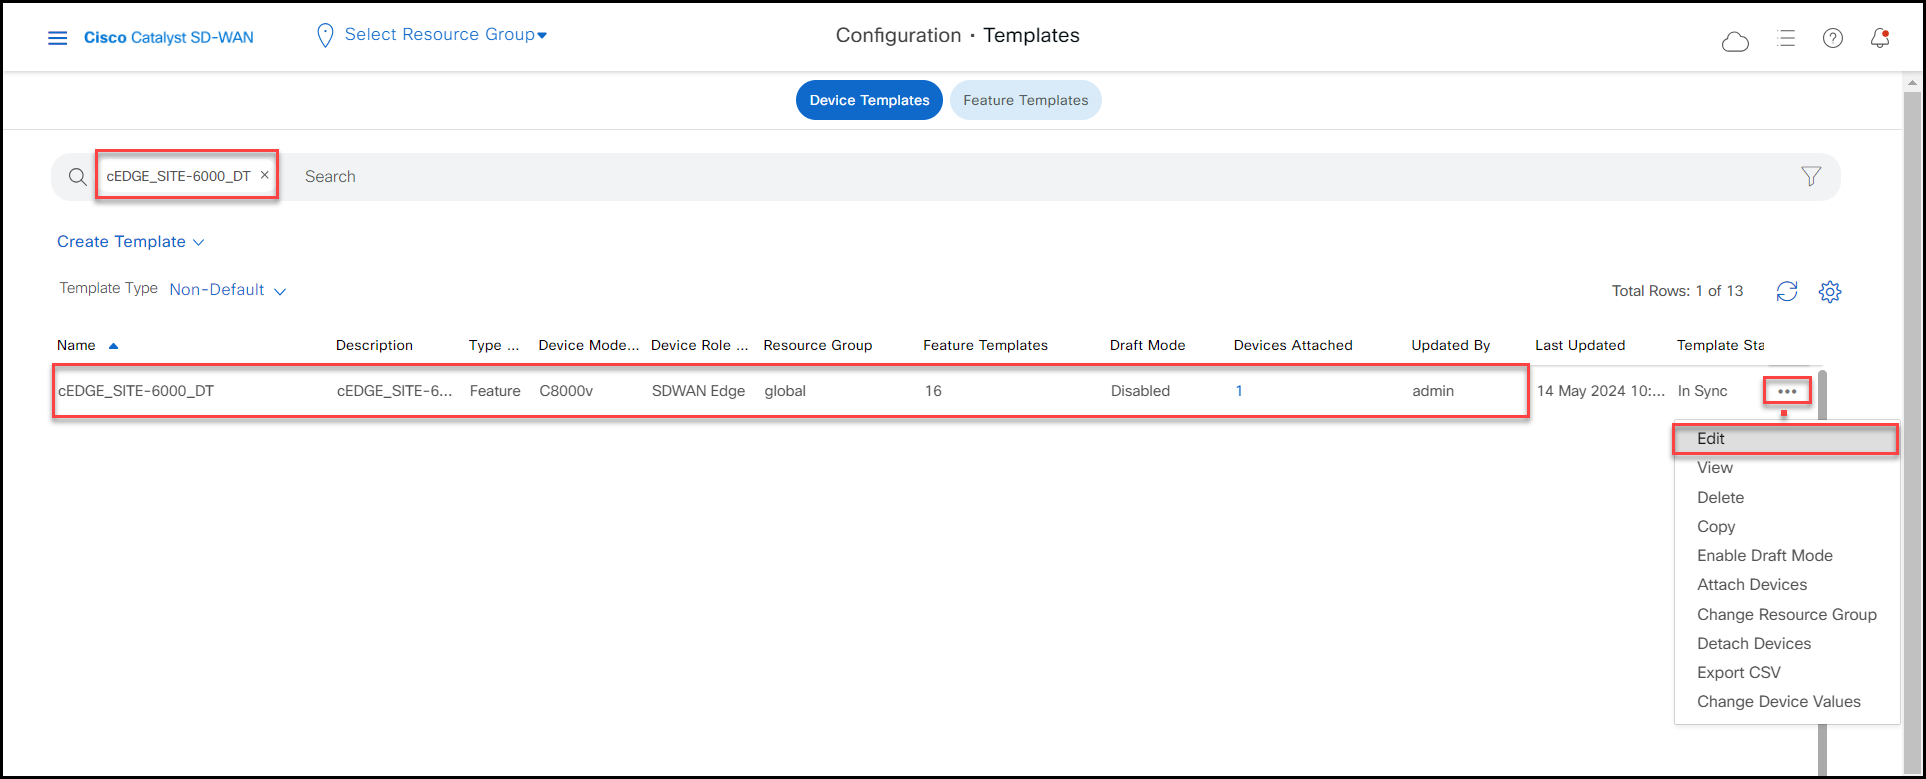 Cisco Catalyst SD-WAN
Select Resource Group
Configuration · Templates
Device Templates
Feature Templates
cEDGE_SITE-6000_DT ×
Search
Create Template
Template Type Non-Default
Total Rows: 1 of 13
Name Description Type ... Device Mode... Device Role ... Resource Group Feature Templates Draft Mode Devices Attached Updated By Last Updated Template Sta
cEDGE_SITE-6000_DT cEDGE_SITE-6... Feature C8000v SDWAN Edge global 16 Disabled 1 admin 14 May 2024 10:... In Sync
Edit
View
Delete
Copy
Enable Draft Mode
Attach Devices
Change Resource Group
Detach Devices
Export CSV
Change Device Values